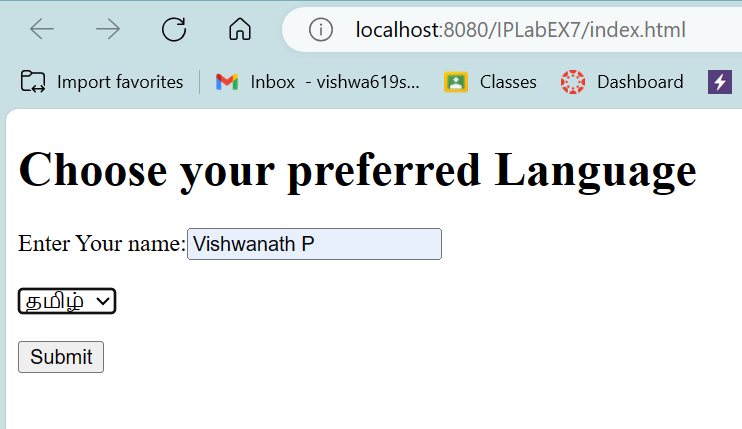 localhost:8080/IPLabEX7/index.html
Import favorites Inbox - vishwa619s... Classes Dashboard
Choose your preferred Language
Enter Your name: Vishwanath P
தமிழ்
Submit